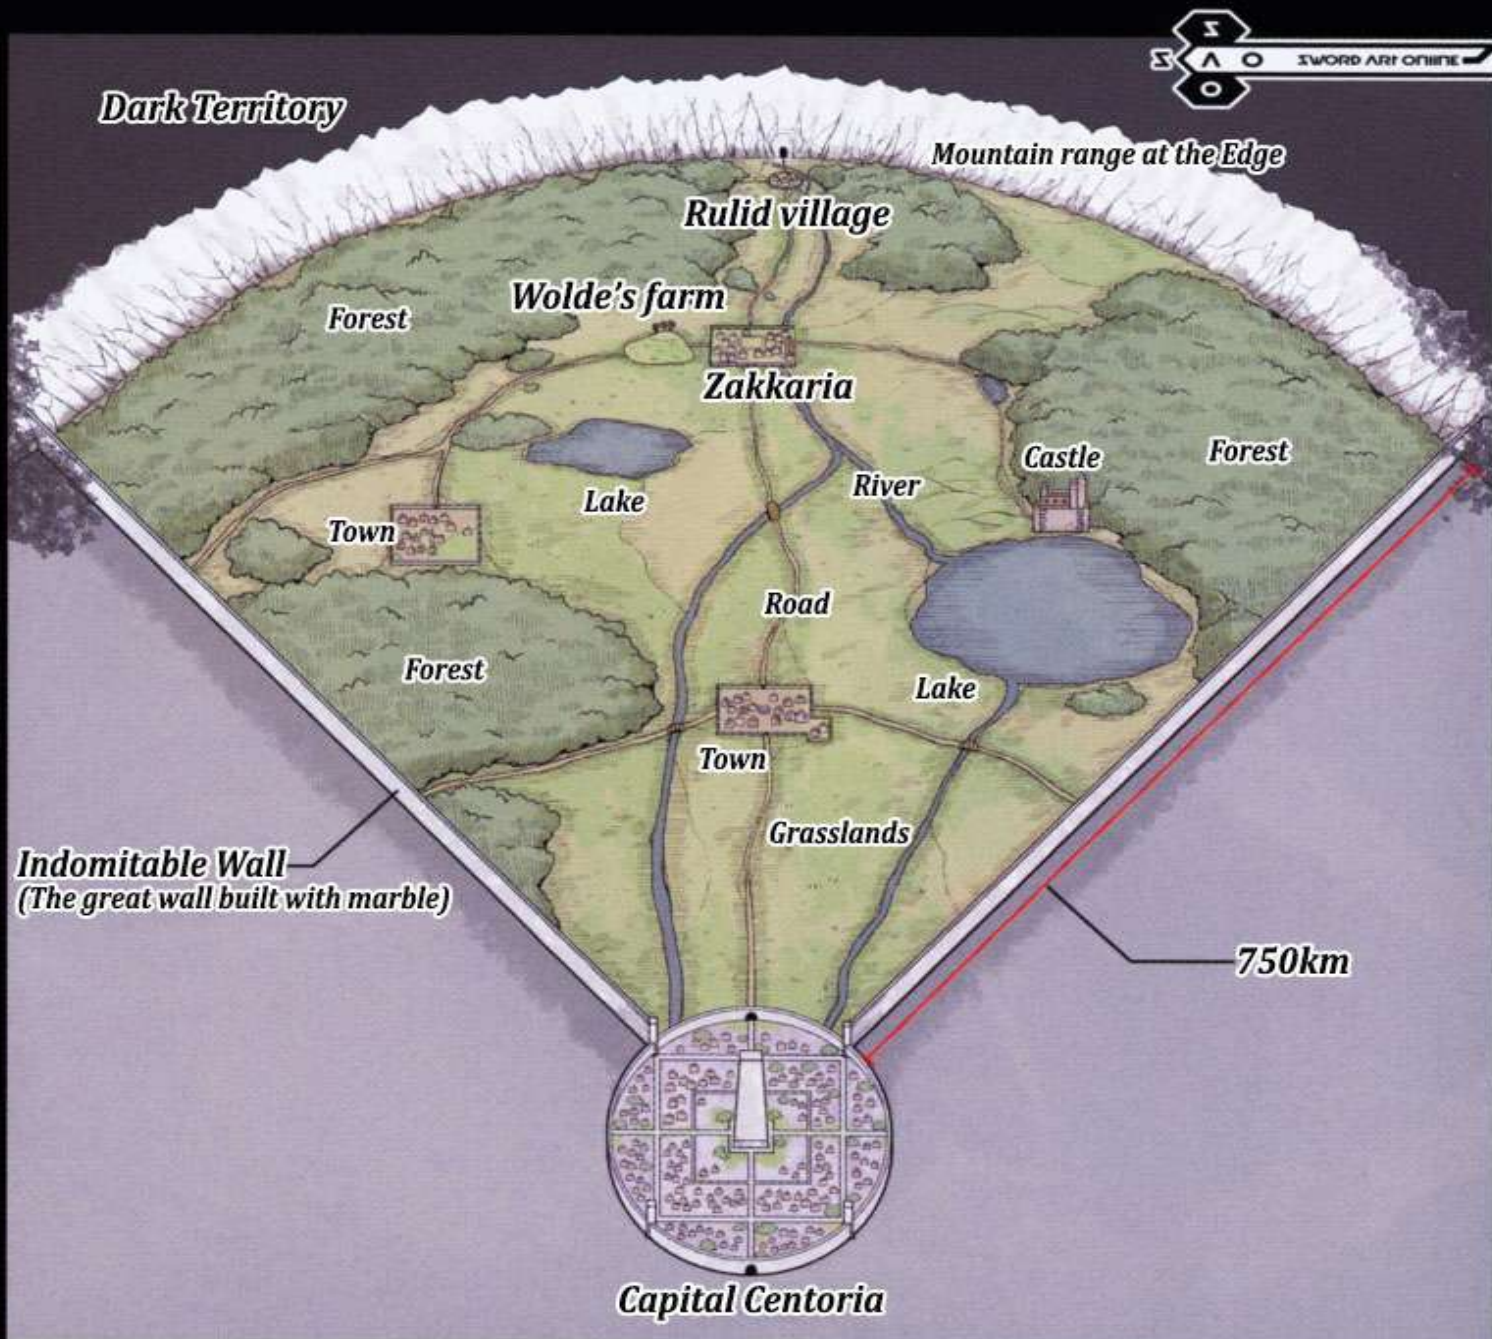 S
S A O SWORD ART ONLINE
O
Dark Territory
Mountain range at the Edge
Rulid village
Wolde's farm
Forest
Zakkaria
Castle
Forest
River
Lake
Town
Road
Forest
Lake
Town
Grasslands
Indomitable Wall
(The great wall built with marble)
750km
Capital Centoria